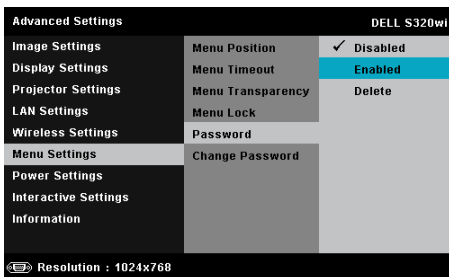 Advanced Settings DELL S320wi
Image Settings
Display Settings
Projector Settings
LAN Settings
Wireless Settings
Menu Settings
Power Settings
Interactive Settings
Information
Menu Position
Menu Timeout
Menu Transparency
Menu Lock
Password
Change Password
✓ Disabled
Enabled
Delete
Resolution : 1024x768